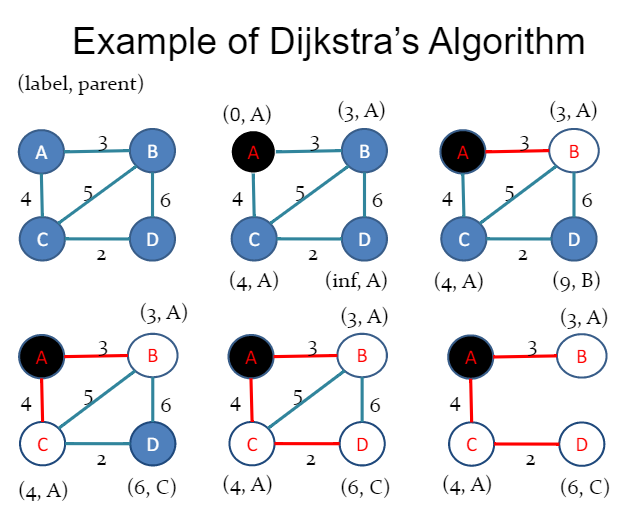 Example of Dijkstra's Algorithm
(label, parent)
(0, A) (3, A) (3, A)
A 3 B A 3 B A 3 B
4 5 6 4 5 6 4 5 6
C 2 D C 2 D C 2 D
(4, A) (inf, A) (4, A) (9, B)
(3, A) (3, A) (3, A)
A 3 B A 3 B A 3 B
4 5 6 4 5 6 4
C 2 D C 2 D C 2 D
(4, A) (6, C) (4, A) (6, C) (4, A) (6, C)